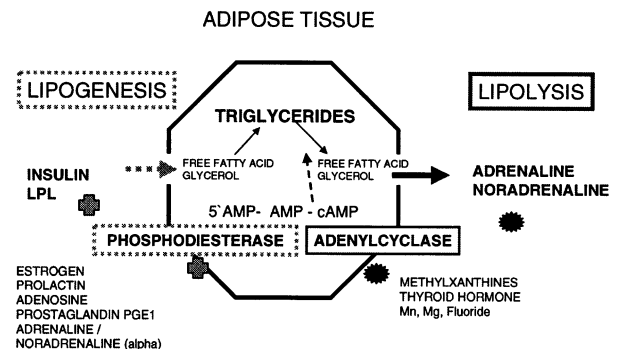 ADIPOSE TISSUE
LIPOGENESIS
LIPOLYSIS
TRIGLYCERIDES
FREE FATTY ACID
GLYCEROL
FREE FATTY ACID
GLYCEROL
INSULIN
LPL
ADRENALINE
NORADRENALINE
5`AMP- AMP - cAMP
PHOSPHODIESTERASE
ADENYLCYCLASE
ESTROGEN
PROLACTIN
ADENOSINE
PROSTAGLANDIN PGE1
ADRENALINE /
NORADRENALINE (alpha)
METHYLXANTHINES
THYROID HORMONE
Mn, Mg, Fluoride